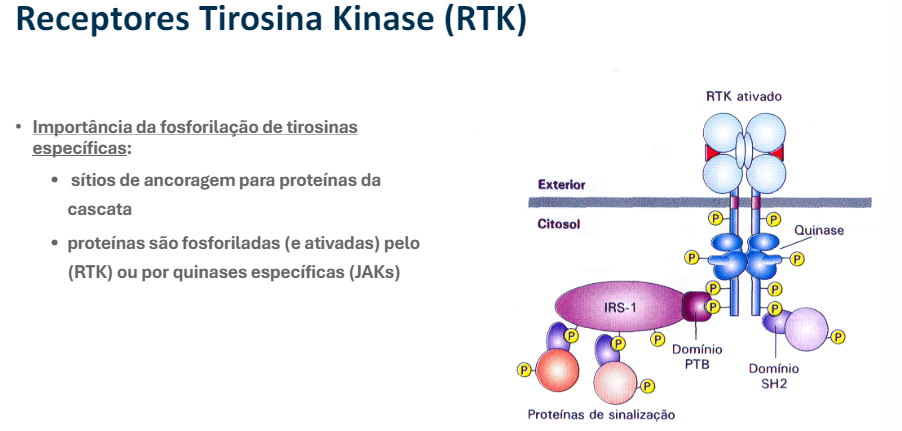 Receptores Tirosina Kinase (RTK)
• Importância da fosforilação de tirosinas
específicas:
• sítios de ancoragem para proteínas da
cascata
• proteínas são fosforiladas (e ativadas) pelo
(RTK) ou por quinases específicas (JAKs)
RTK ativado
Exterior
Citosol
P
P
Quinase
P
P
P
P
P
P
IRS-1
P
P
P
P
Domínio
PTB
Domínio
SH2
P
P
Proteínas de sinalização